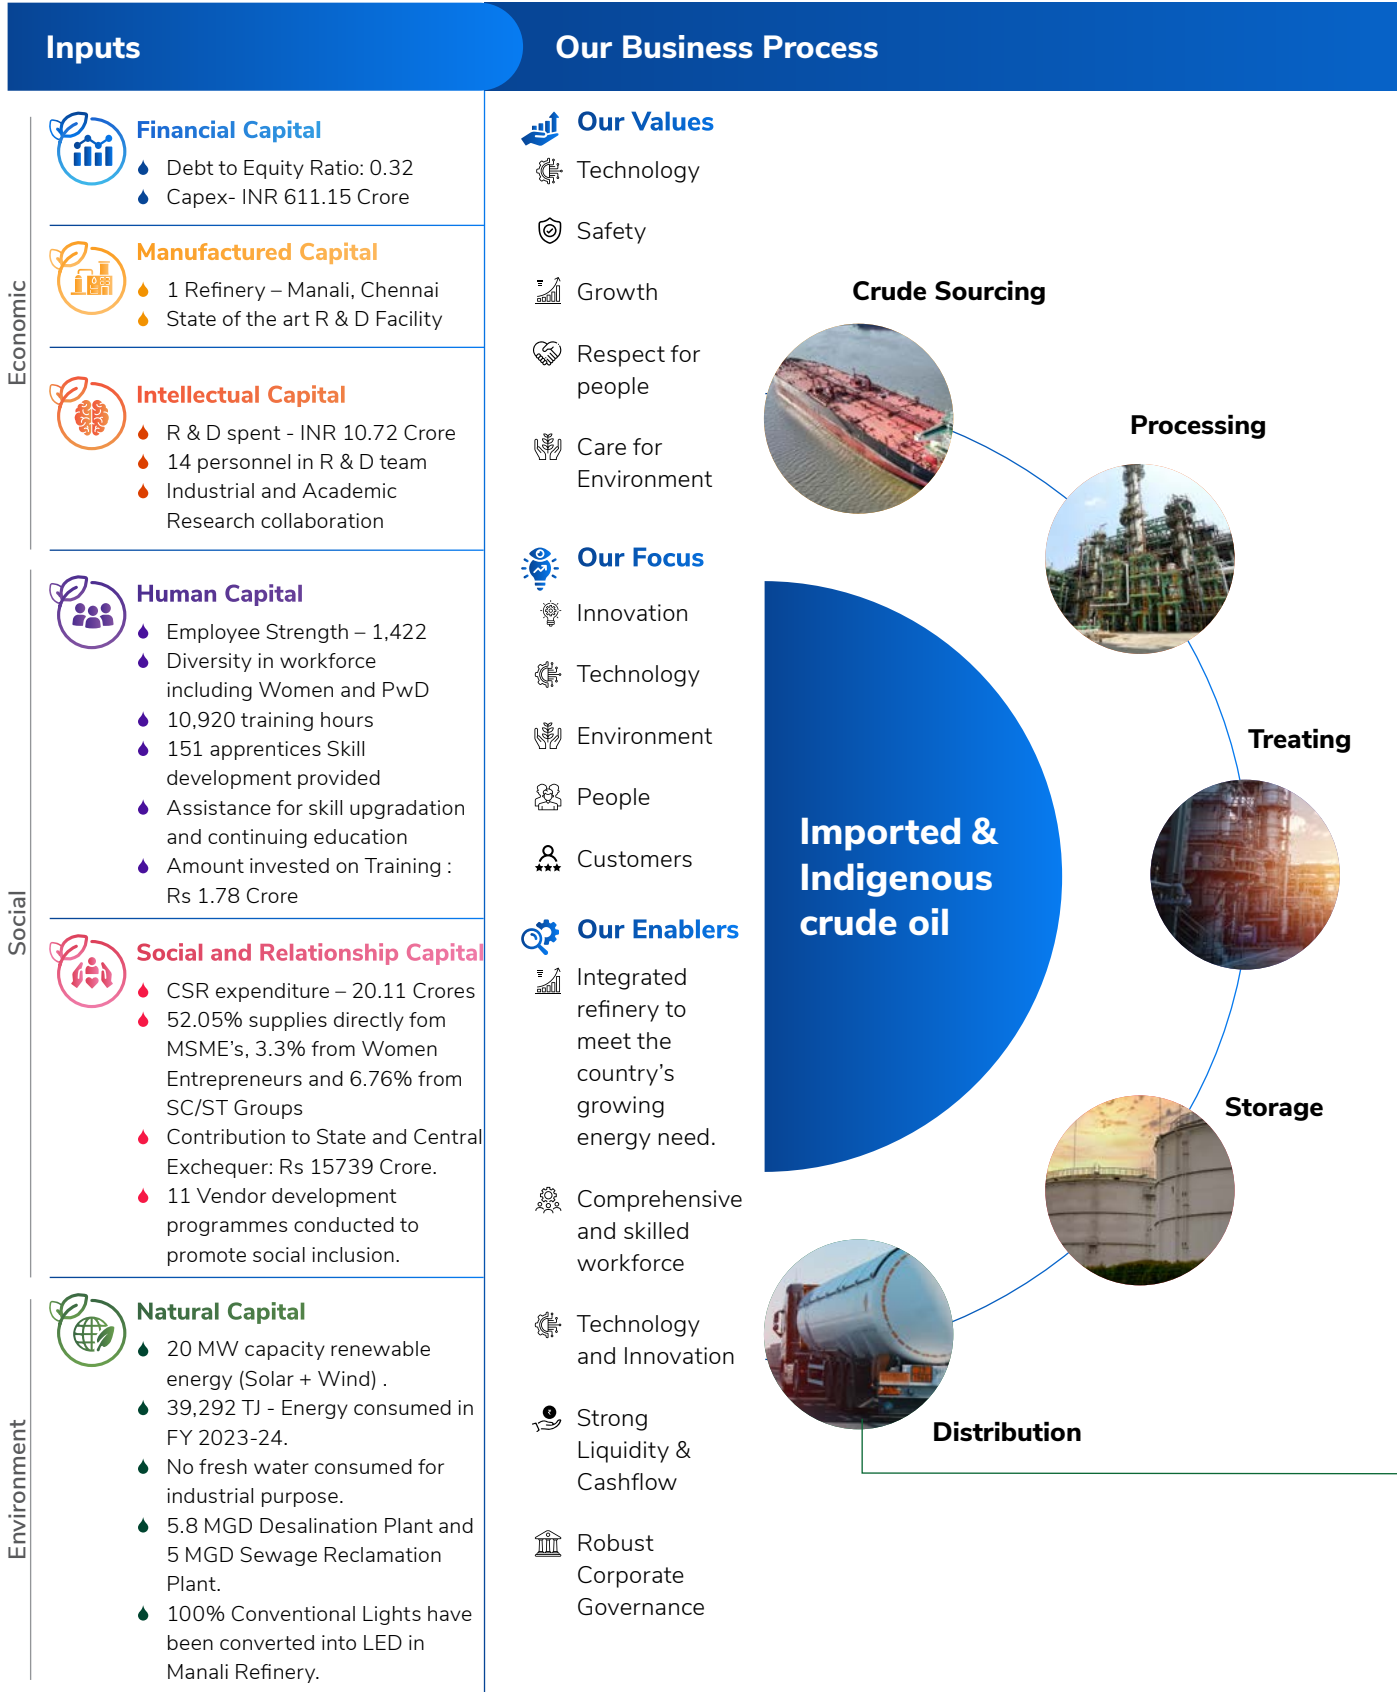 Inputs
Our Business Process
Economic
Financial Capital
Debt to Equity Ratio: 0.32
Capex- INR 611.15 Crore
Manufactured Capital
1 Refinery – Manali, Chennai
State of the art R & D Facility
Intellectual Capital
R & D spent - INR 10.72 Crore
14 personnel in R & D team
Industrial and Academic
Research collaboration
Social
Human Capital
Employee Strength – 1,422
Diversity in workforce
including Women and PwD
10,920 training hours
151 apprentices Skill
development provided
Assistance for skill upgradation
and continuing education
Amount invested on Training :
Rs 1.78 Crore
Social and Relationship Capital
CSR expenditure – 20.11 Crores
52.05% supplies directly fom
MSME's, 3.3% from Women
Entrepreneurs and 6.76% from
SC/ST Groups
Contribution to State and Central
Exchequer: Rs 15739 Crore.
11 Vendor development
programmes conducted to
promote social inclusion.
Environment
Natural Capital
20 MW capacity renewable
energy (Solar + Wind) .
39,292 TJ - Energy consumed in
FY 2023-24.
No fresh water consumed for
industrial purpose.
5.8 MGD Desalination Plant and
5 MGD Sewage Reclamation
Plant.
100% Conventional Lights have
been converted into LED in
Manali Refinery.
Our Values
Technology
Safety
Growth
Respect for
people
Care for
Environment
Our Focus
Innovation
Technology
Environment
People
Customers
Our Enablers
Integrated
refinery to
meet the
country's
growing
energy need.
Comprehensive
and skilled
workforce
Technology
and Innovation
Strong
Liquidity &
Cashflow
Robust
Corporate
Governance
Crude Sourcing
Processing
Treating
Imported &
Indigenous
crude oil
Storage
Distribution